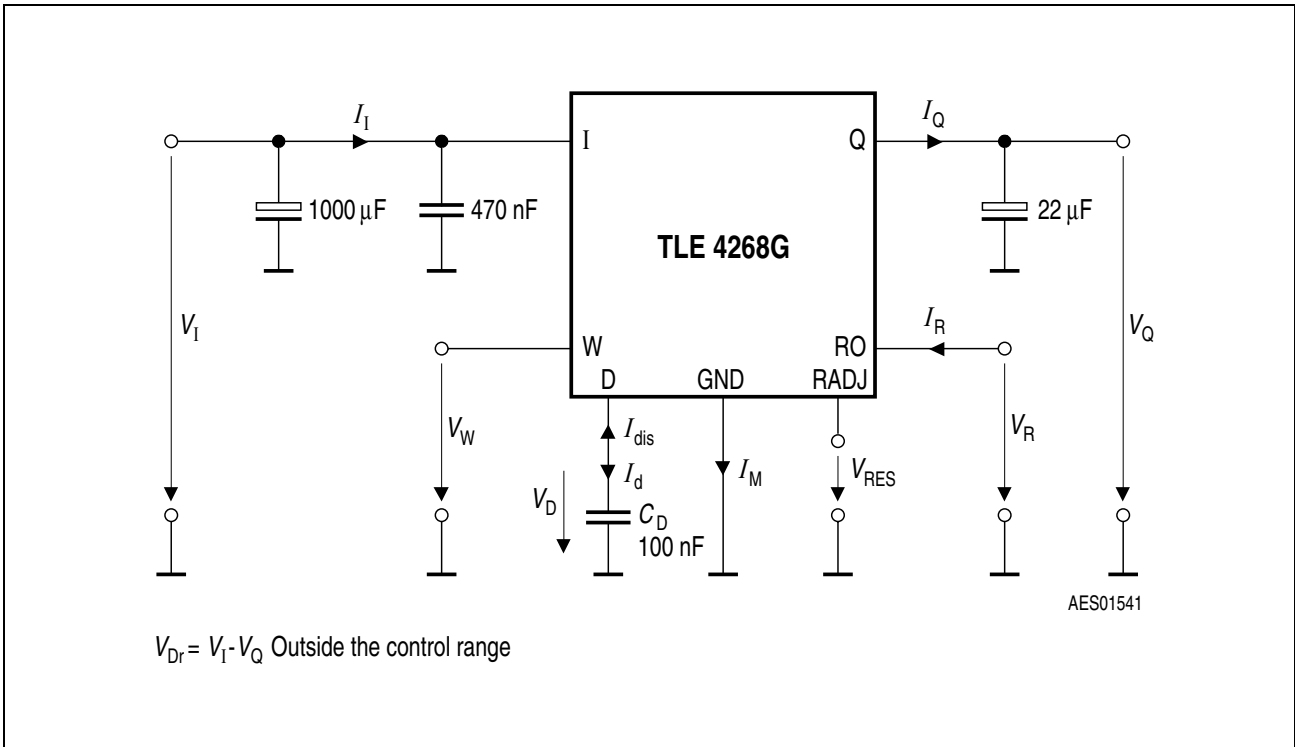 I_I
I_Q
I
Q
1000 μF
470 nF
22 μF
TLE 4268G
V_I
I_R
V_Q
W
RO
D
GND
RADJ
V_W
I_dis
V_R
I_d
I_M
V_RES
V_D
C_D
100 nF
AES01541
V_Dr = V_I-V_Q Outside the control range